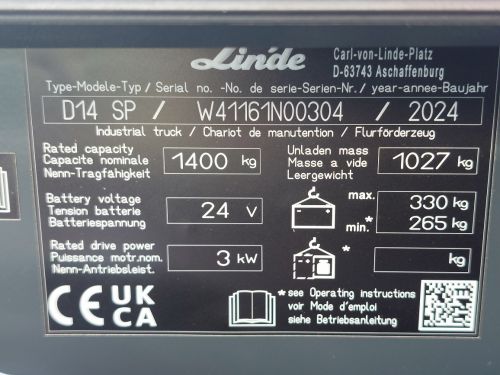 Linde
Carl-von-Linde-Platz
D-63743 Aschaffenburg
Type-Modele-Typ / Serial no. -No. de serie-Serien-Nr. / year-annee-Baujahr
D14 SP / W41161N00304 / 2024
Industrial truck / Chariot de manutention / Flurförderzeug
Rated capacity
Capacite nominale
Nenn-Tragfähigkeit
1400 kg
Unladen mass
Masse a vide
Leergewicht
1027 kg
Battery voltage
Tension batterie
Batteriespannung
24 V
max. 330 kg
min.* 265 kg
Rated drive power
Puissance motr.nom.
Nenn-Antriebsleist.
3 kW
* kg
CE UK
CA
*see Operating instructions
voir Mode d'emploi
siehe Betriebsanleitung